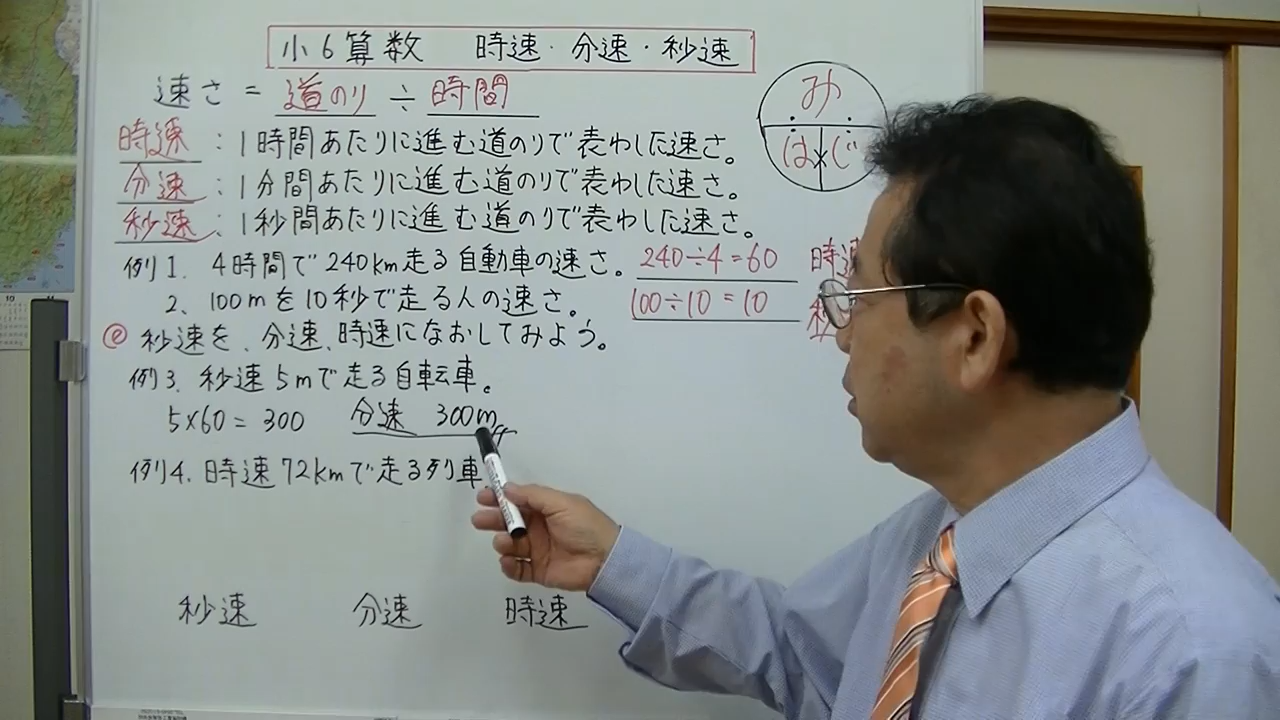 小6算数 時速・分速・秒速
速さ = 道のり ÷ 時間
み
は × じ
時速 : 1時間あたりに進む道のりで表わした速さ。
分速 : 1分間あたりに進む道のりで表わした速さ。
秒速 : 1秒間あたりに進む道のりで表わした速さ。
例1. 4時間で240km走る自動車の速さ。 240÷4=60 時速
2. 100mを10秒で走る人の速さ。 100÷10=10
秒速を、分速、時速になおしてみよう。
例3. 秒速5mで走る自転車。
5×60=300 分速 300m
例4. 時速72kmで走る列車
秒速 分速 時速